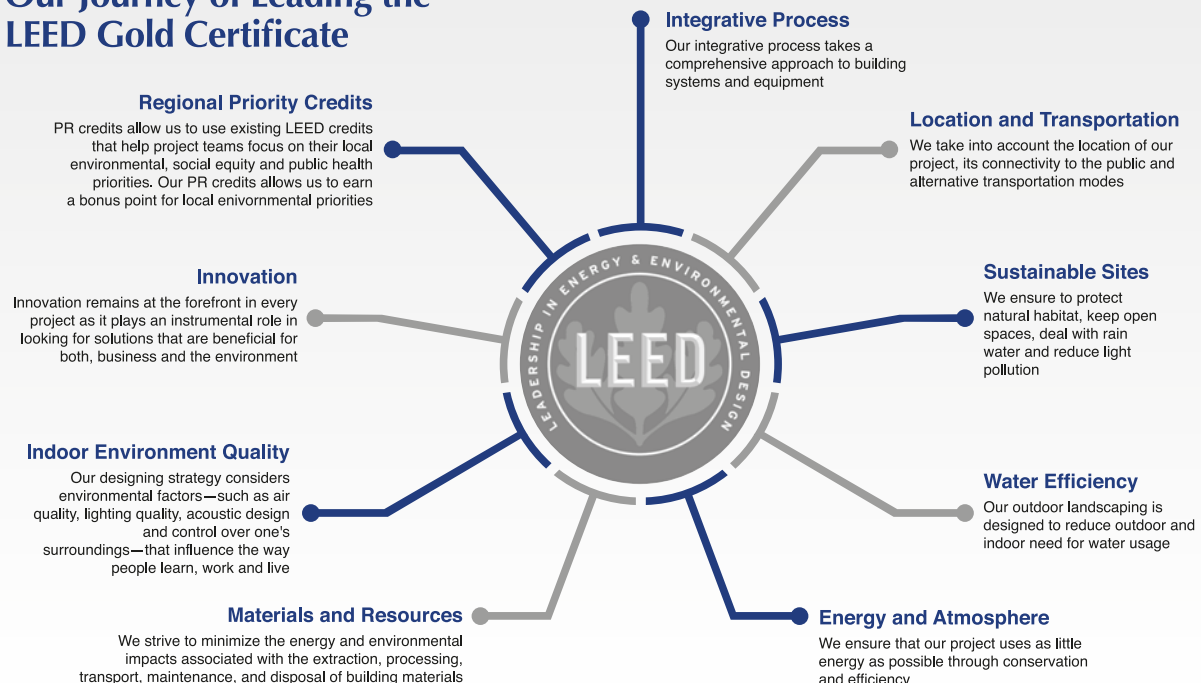 Our Journey of Leading the
LEED Gold Certificate
Integrative Process
Our integrative process takes a
comprehensive approach to building
systems and equipment
Location and Transportation
We take into account the location of our
project, its connectivity to the public and
alternative transportation modes
Sustainable Sites
We ensure to protect
natural habitat, keep open
spaces, deal with rain
water and reduce light
pollution
Water Efficiency
Our outdoor landscaping is
designed to reduce outdoor and
indoor need for water usage
Energy and Atmosphere
We ensure that our project uses as little
energy as possible through conservation
and efficiency
Materials and Resources
We strive to minimize the energy and environmental
impacts associated with the extraction, processing,
transport, maintenance, and disposal of building materials
Indoor Environment Quality
Our designing strategy considers
environmental factors—such as air
quality, lighting quality, acoustic design
and control over one's
surroundings—that influence the way
people learn, work and live
Innovation
Innovation remains at the forefront in every
project as it plays an instrumental role in
looking for solutions that are beneficial for
both, business and the environment
Regional Priority Credits
PR credits allow us to use existing LEED credits
that help project teams focus on their local
environmental, social equity and public health
priorities. Our PR credits allows us to earn
a bonus point for local enivornmental priorities
LEADERSHIP IN ENERGY & ENVIRONMENTAL DESIGN
LEED